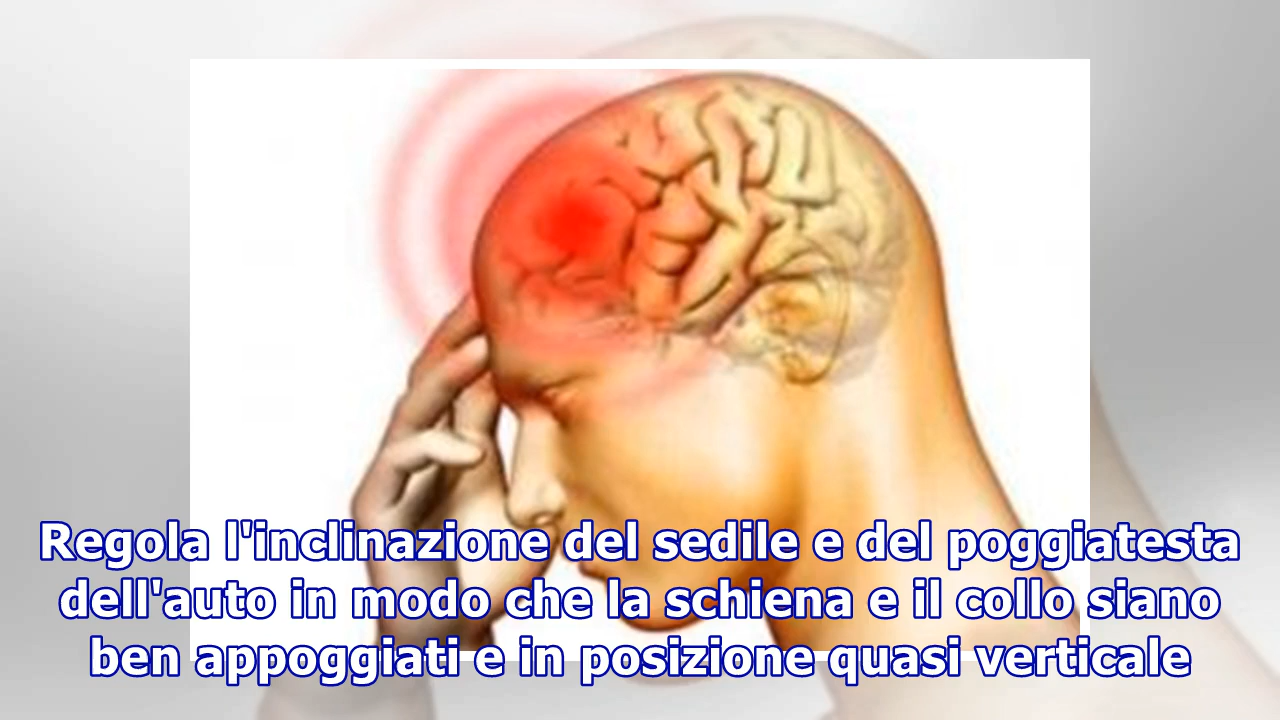 Regola l'inclinazione del sedile e del poggiatesta
dell'auto in modo che la schiena e il collo siano
ben appoggiati e in posizione quasi verticale